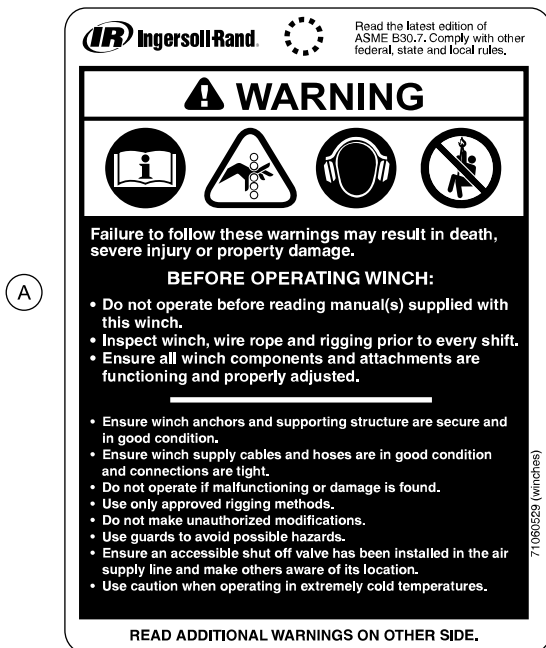 IR Ingersoll-Rand.
Read the latest edition of
ASME B30.7. Comply with other
federal, state and local rules.
WARNING
i
Failure to follow these warnings may result in death,
severe injury or property damage.
BEFORE OPERATING WINCH:
• Do not operate before reading manual(s) supplied with
this winch.
• Inspect winch, wire rope and rigging prior to every shift.
• Ensure all winch components and attachments are
functioning and properly adjusted.
A
• Ensure winch anchors and supporting structure are secure and
in good condition.
• Ensure winch supply cables and hoses are in good condition
and connections are tight.
• Do not operate if malfunctioning or damage is found.
• Use only approved rigging methods.
• Do not make unauthorized modifications.
• Use guards to avoid possible hazards.
• Ensure an accessible shut off valve has been installed in the air
supply line and make others aware of its location.
• Use caution when operating in extremely cold temperatures.
71060529 (winches)
READ ADDITIONAL WARNINGS ON OTHER SIDE.